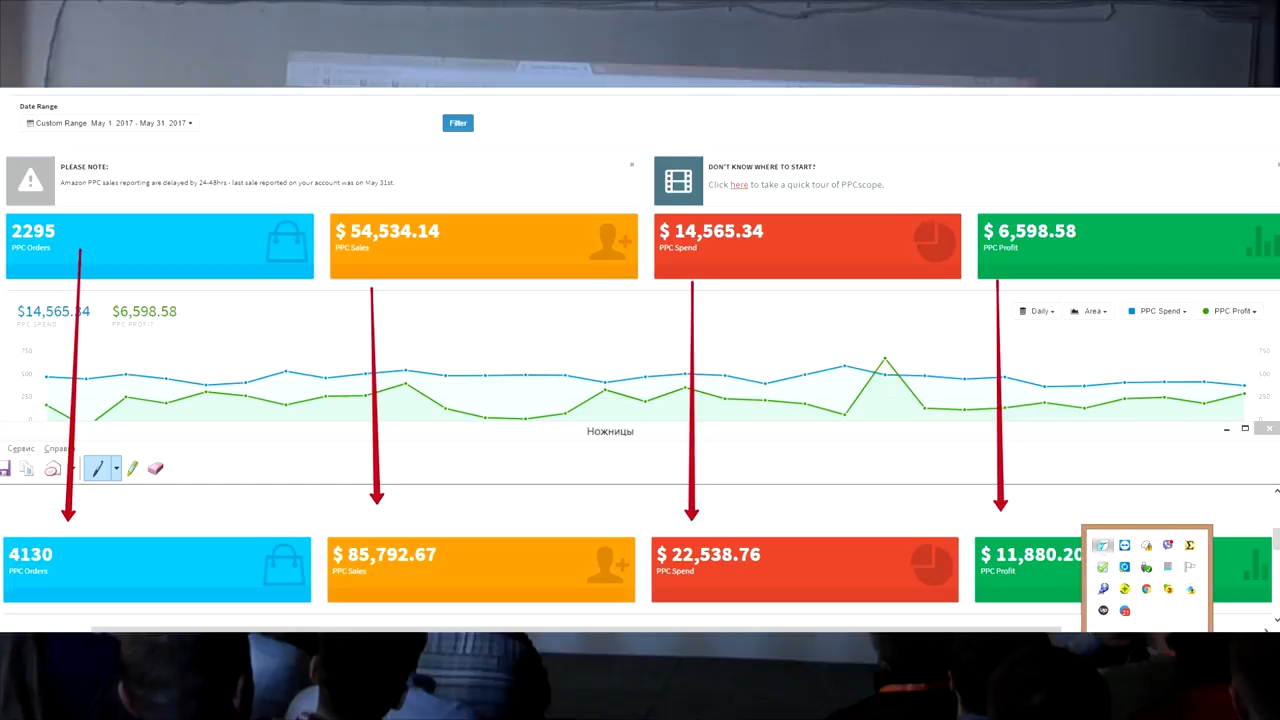 Date Range
Custom Range: May 1, 2017 - May 31, 2017
Filter
PLEASE NOTE:
Amazon PPC sales reporting are delayed by 24-48hrs - last sale reported on your account was on May 31st.
DON'T KNOW WHERE TO START?
Click here to take a quick tour of PPCscope.
2295
PPC Orders
$ 54,534.14
PPC Sales
$ 14,565.34
PPC Spend
$ 6,598.58
PPC Profit
$14,565.34
PPC SPEND
$6,598.58
PPC PROFIT
Daily
Area
PPC Spend
PPC Profit
750
750
500
500
250
250
0
0
Ножницы
Сервис
Справка
4130
PPC Orders
$ 85,792.67
PPC Sales
$ 22,538.76
PPC Spend
$ 11,880.20
PPC Profit